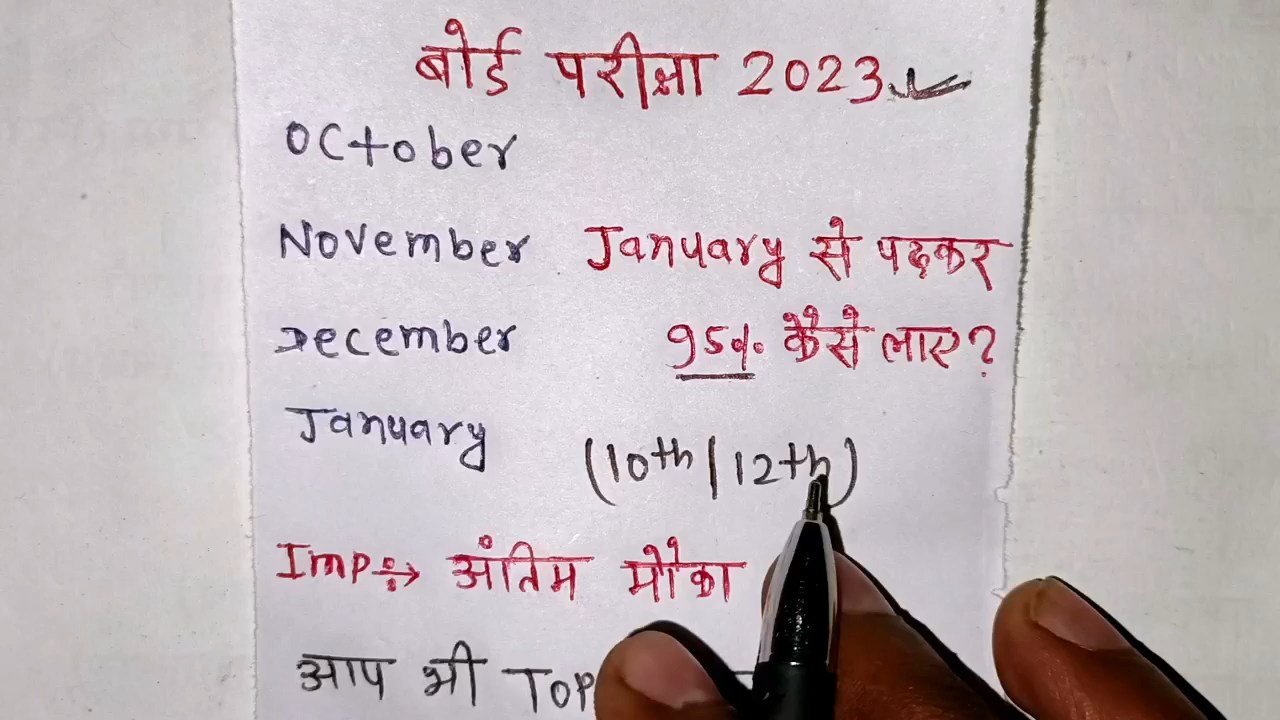 बोर्ड परीक्षा 2023
October
November
January से पढ़कर
December
95% कैसे लाए?
January
(10th | 12th)
Imp ÷→ अंतिम मौका
आप भी Top